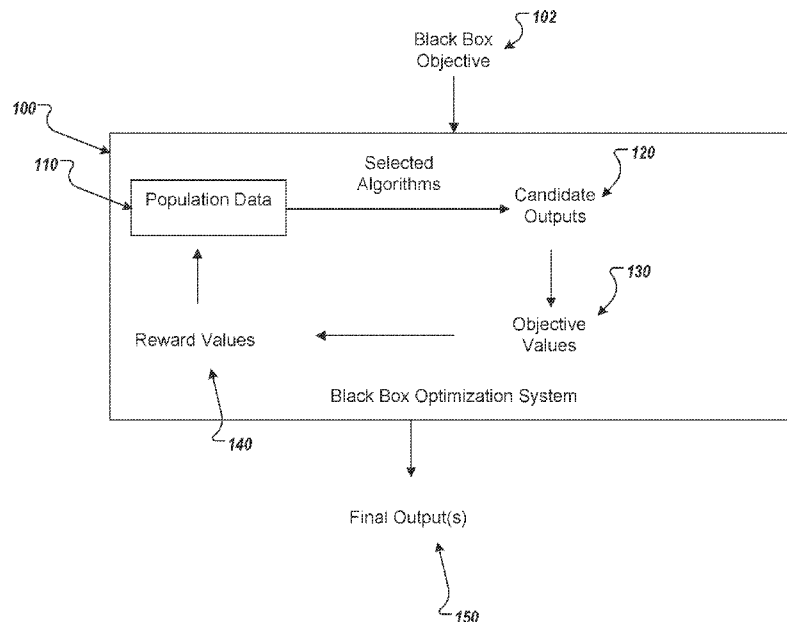 102
Black Box
Objective
100
110
Population Data
Selected
Algorithms
120
Candidate
Outputs
130
Objective
Values
Reward Values
140
Black Box Optimization System
Final Output(s)
150